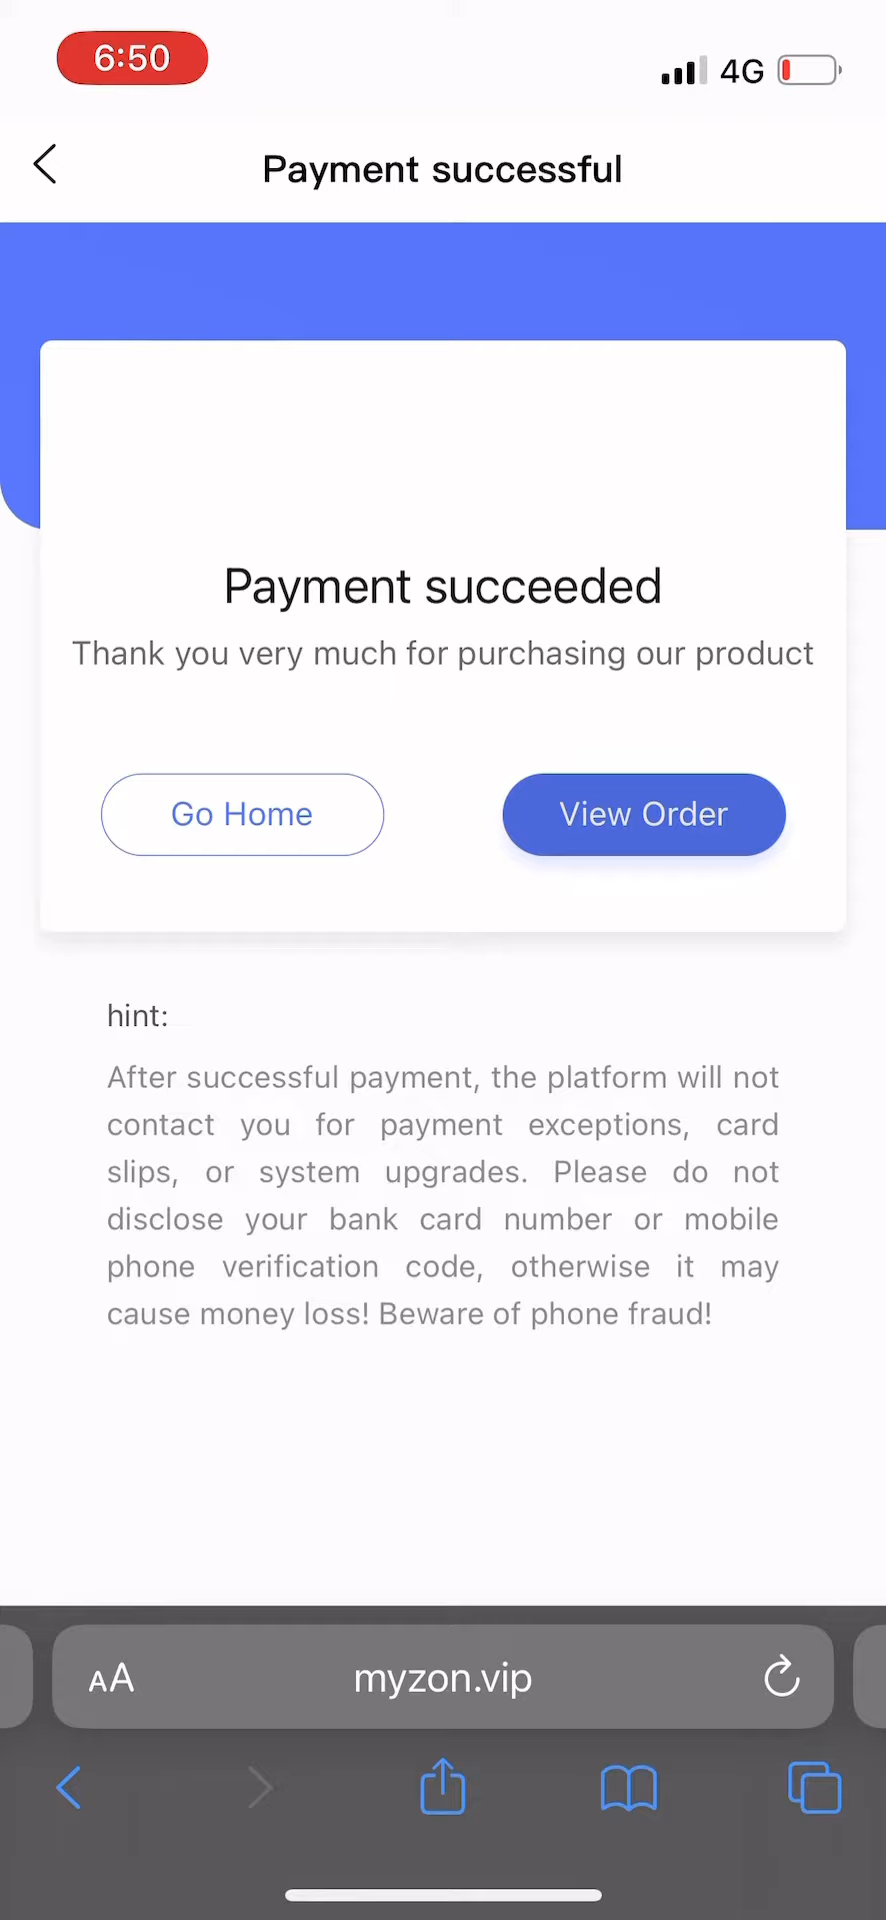 6:50
4G
Payment successful
Payment succeeded
Thank you very much for purchasing our product
Go Home
View Order
hint:
After successful payment, the platform will not
contact you for payment exceptions, card
slips, or system upgrades. Please do not
disclose your bank card number or mobile
phone verification code, otherwise it may
cause money loss! Beware of phone fraud!
AA
myzon.vip